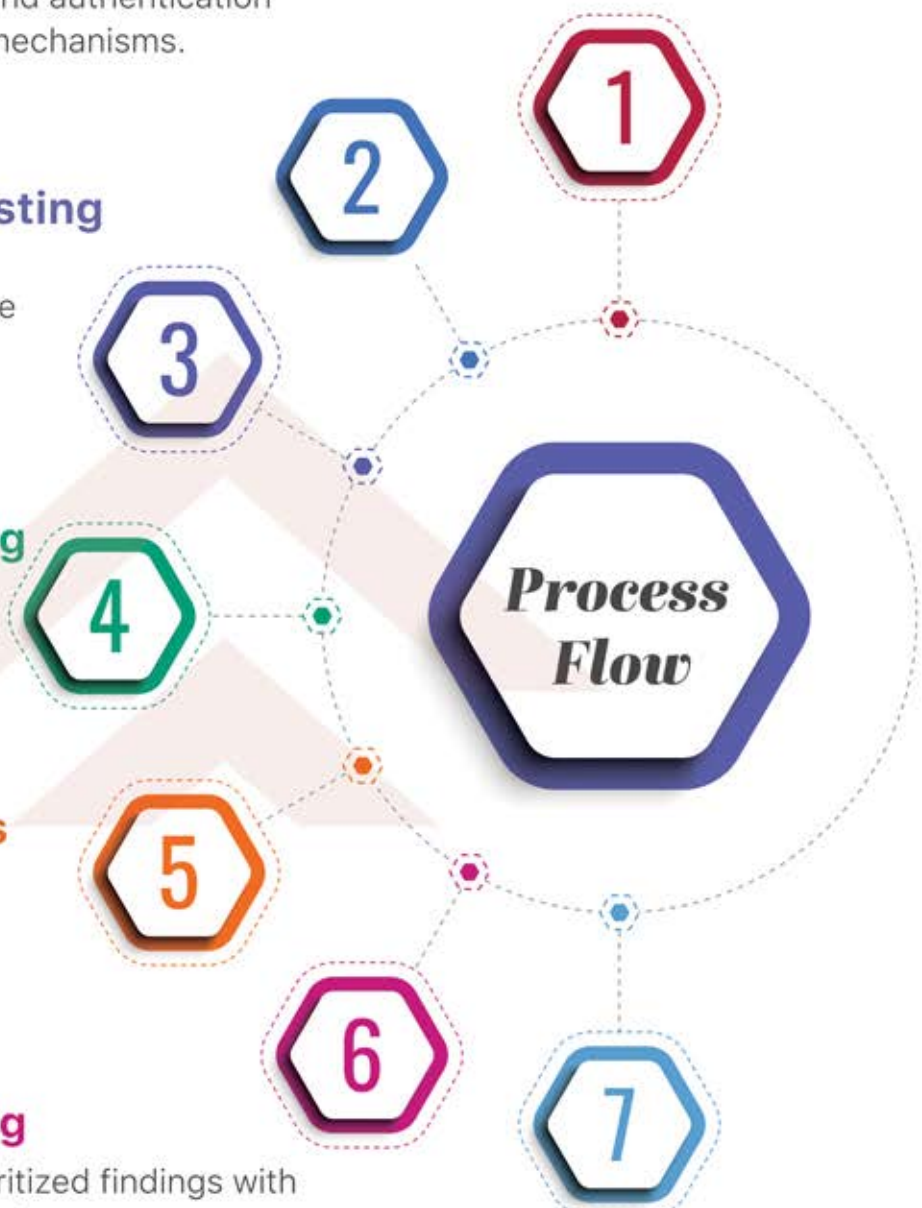 nd authentication
mechanisms.
1
2
sting
e
3
g
4
Process
Flow
s
5
6
g
ritized findings with
7